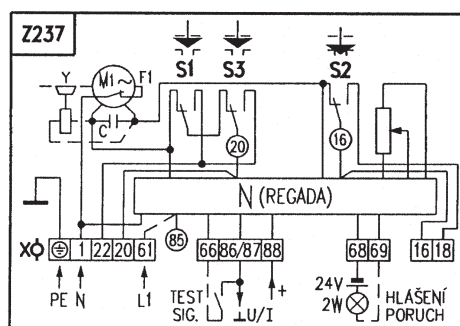 Z237
S1 S3 S2
Y M1~ F1
C
20 16
N (REGADA)
X
1 22 20 61 85 66 86/87 88 68 69 16 18
PE N L1 TEST SIG. ⊥U/I + 24V 2W HLÁŠENÍ PORUCH